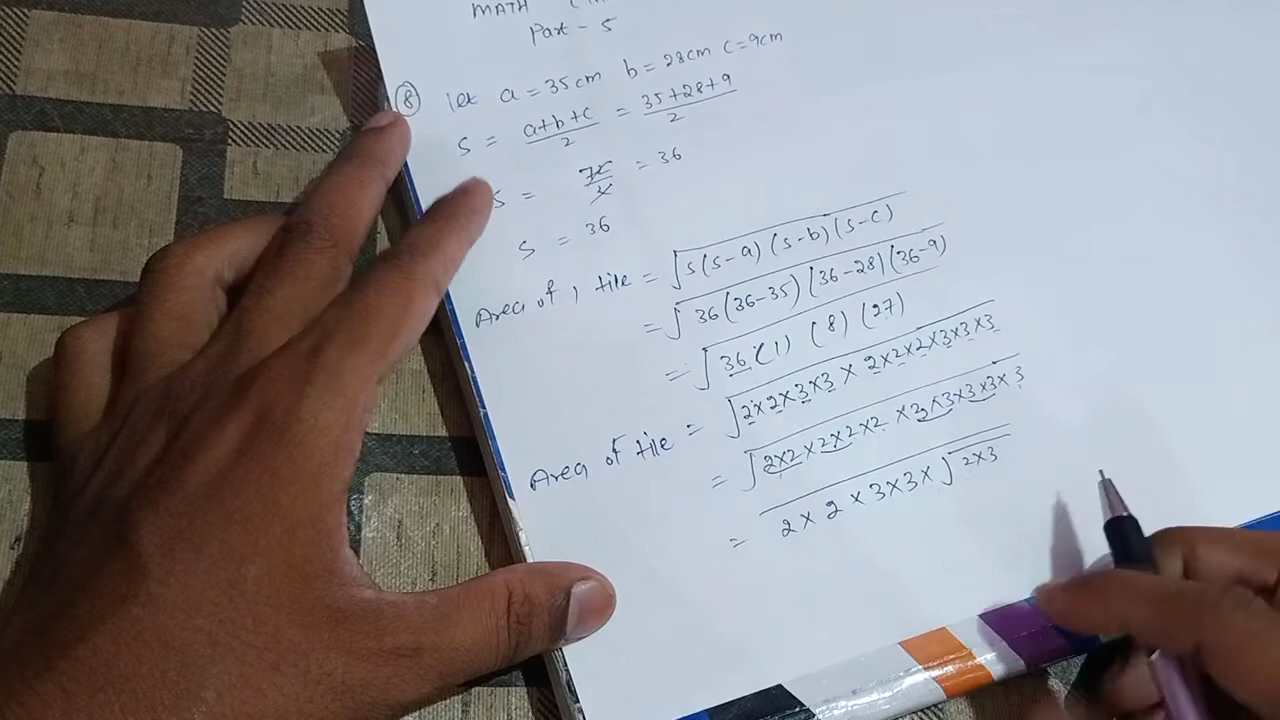 MATH
Part - 5
⑧ let a = 35cm b = 28cm c = 9cm
s = a+b+c/2 = 35+28+9/2
s = 72/2 = 36
s = 36
Area of 1 tile = √s(s-a)(s-b)(s-c)
= √36(36-35)(36-28)(36-9)
= √36(1)(8)(27)
Area of tile = √2×2×3×3×2×2×2×3×3×3
= √2×2×2×2×2×3×3×3×3×3
= 2×2×3×3×√2×3